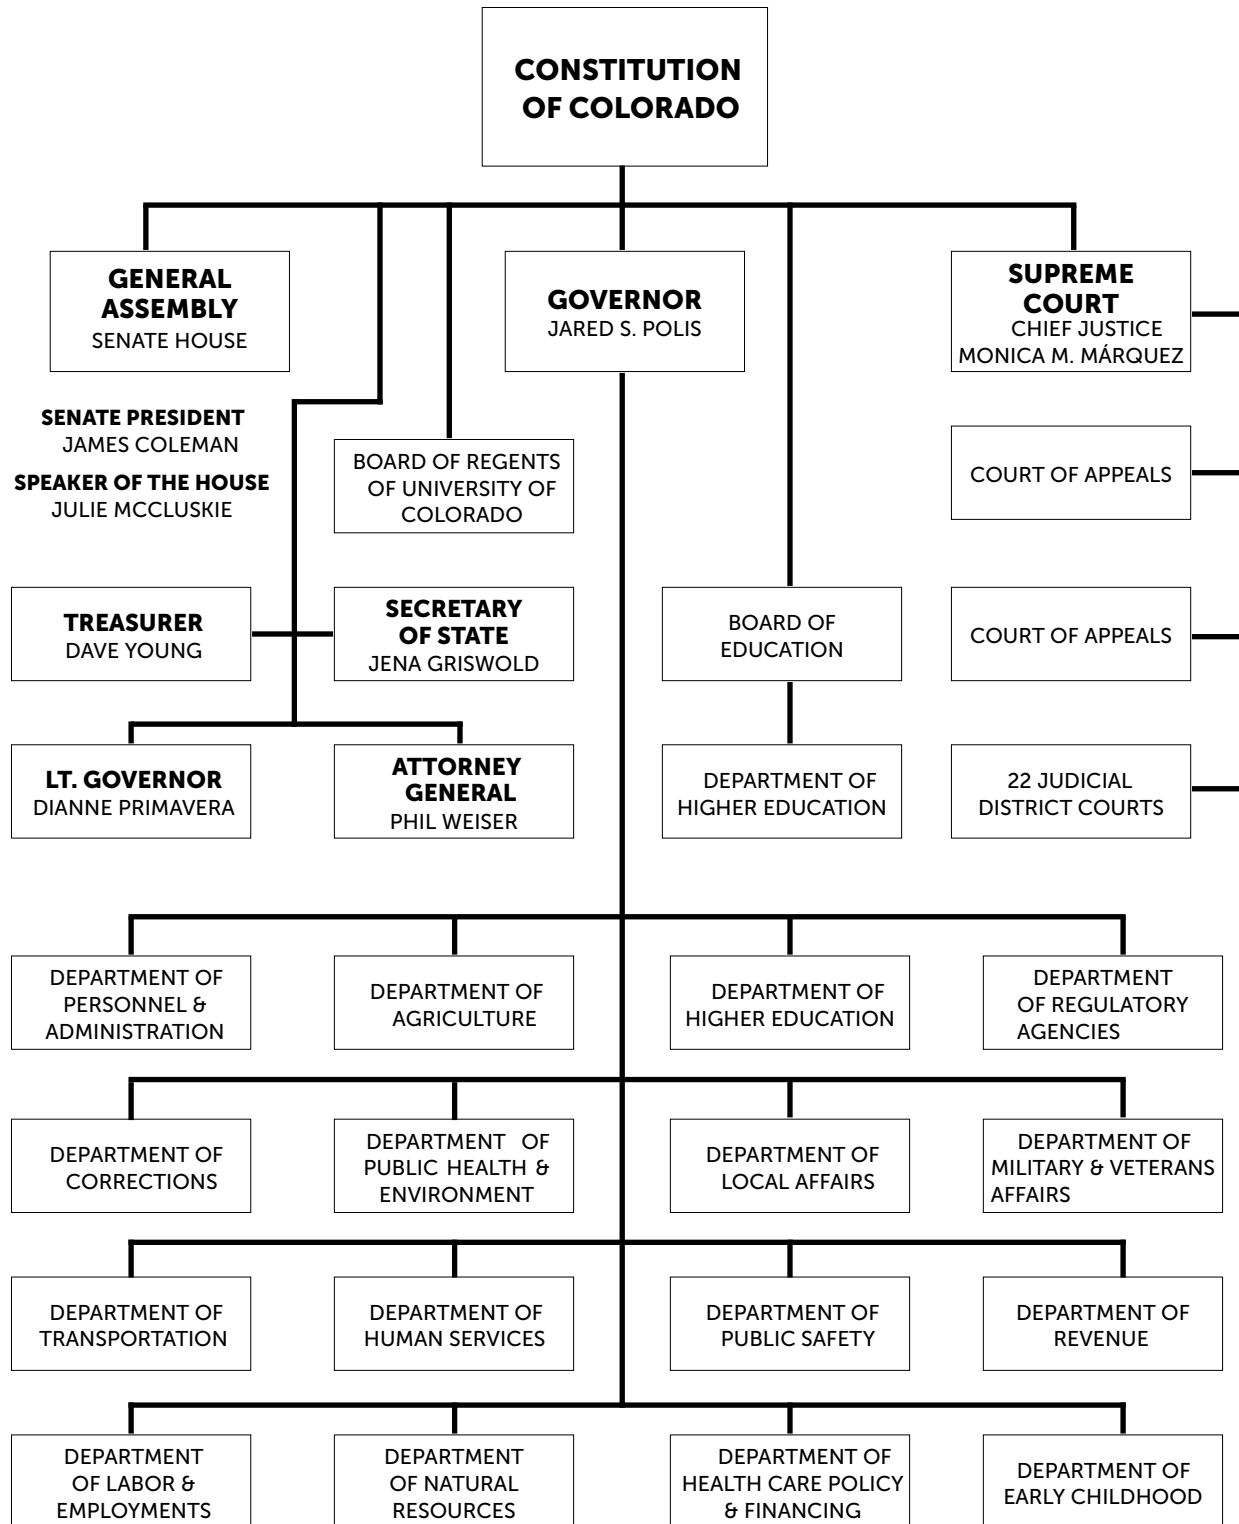 CONSTITUTION
OF COLORADO
GENERAL
ASSEMBLY
SENATE HOUSE
GOVERNOR
JARED S. POLIS
SUPREME
COURT
CHIEF JUSTICE
MONICA M. MÁRQUEZ
SENATE PRESIDENT
JAMES COLEMAN
SPEAKER OF THE HOUSE
JULIE MCCLUSKIE
BOARD OF REGENTS
OF UNIVERSITY OF
COLORADO
COURT OF APPEALS
TREASURER
DAVE YOUNG
SECRETARY
OF STATE
JENA GRISWOLD
BOARD OF
EDUCATION
COURT OF APPEALS
LT. GOVERNOR
DIANNE PRIMAVERA
ATTORNEY
GENERAL
PHIL WEISER
DEPARTMENT OF
HIGHER EDUCATION
22 JUDICIAL
DISTRICT COURTS
DEPARTMENT OF
PERSONNEL &
ADMINISTRATION
DEPARTMENT OF
AGRICULTURE
DEPARTMENT OF
HIGHER EDUCATION
DEPARTMENT
OF REGULATORY
AGENCIES
DEPARTMENT OF
CORRECTIONS
DEPARTMENT OF
PUBLIC HEALTH &
ENVIRONMENT
DEPARTMENT OF
LOCAL AFFAIRS
DEPARTMENT OF
MILITARY & VETERANS
AFFAIRS
DEPARTMENT OF
TRANSPORTATION
DEPARTMENT OF
HUMAN SERVICES
DEPARTMENT OF
PUBLIC SAFETY
DEPARTMENT OF
REVENUE
DEPARTMENT
OF LABOR &
EMPLOYMENTS
DEPARTMENT
OF NATURAL
RESOURCES
DEPARTMENT OF
HEALTH CARE POLICY
& FINANCING
DEPARTMENT OF
EARLY CHILDHOOD